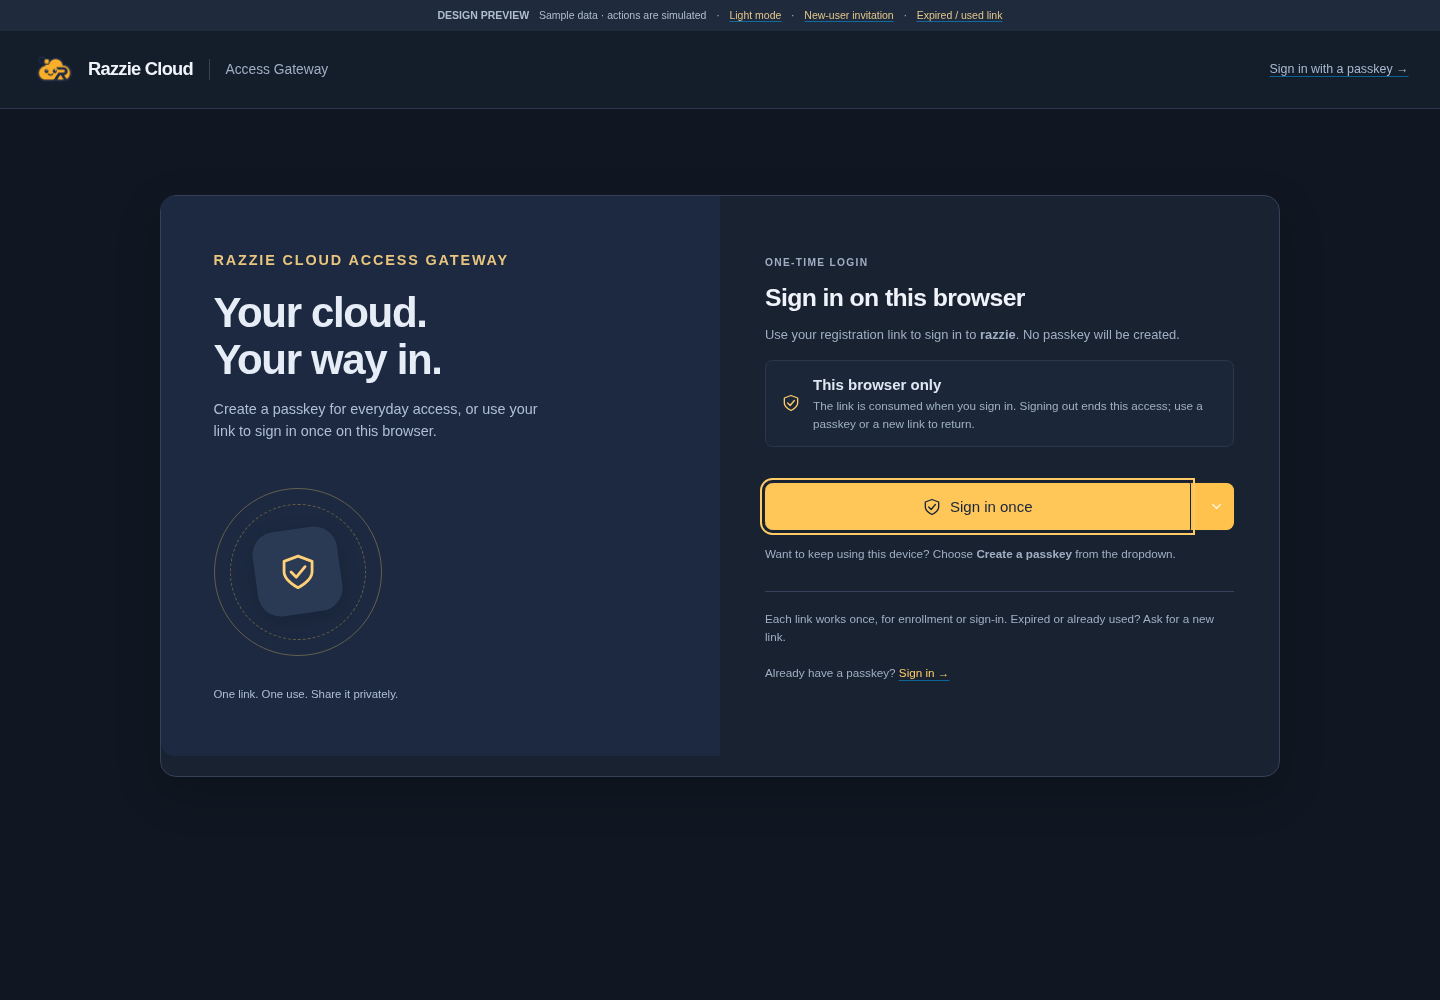 DESIGN PREVIEW Sample data · actions are simulated · Light mode · New-user invitation · Expired / used link
Razzie Cloud Access Gateway Sign in with a passkey →
RAZZIE CLOUD ACCESS GATEWAY
Your cloud.
Your way in.
Create a passkey for everyday access, or use your
link to sign in once on this browser.
One link. One use. Share it privately.
ONE-TIME LOGIN
Sign in on this browser
Use your registration link to sign in to razzie. No passkey will be created.
This browser only
The link is consumed when you sign in. Signing out ends this access; use a
passkey or a new link to return.
Sign in once
Want to keep using this device? Choose Create a passkey from the dropdown.
Each link works once, for enrollment or sign-in. Expired or already used? Ask for a new
link.
Already have a passkey? Sign in →